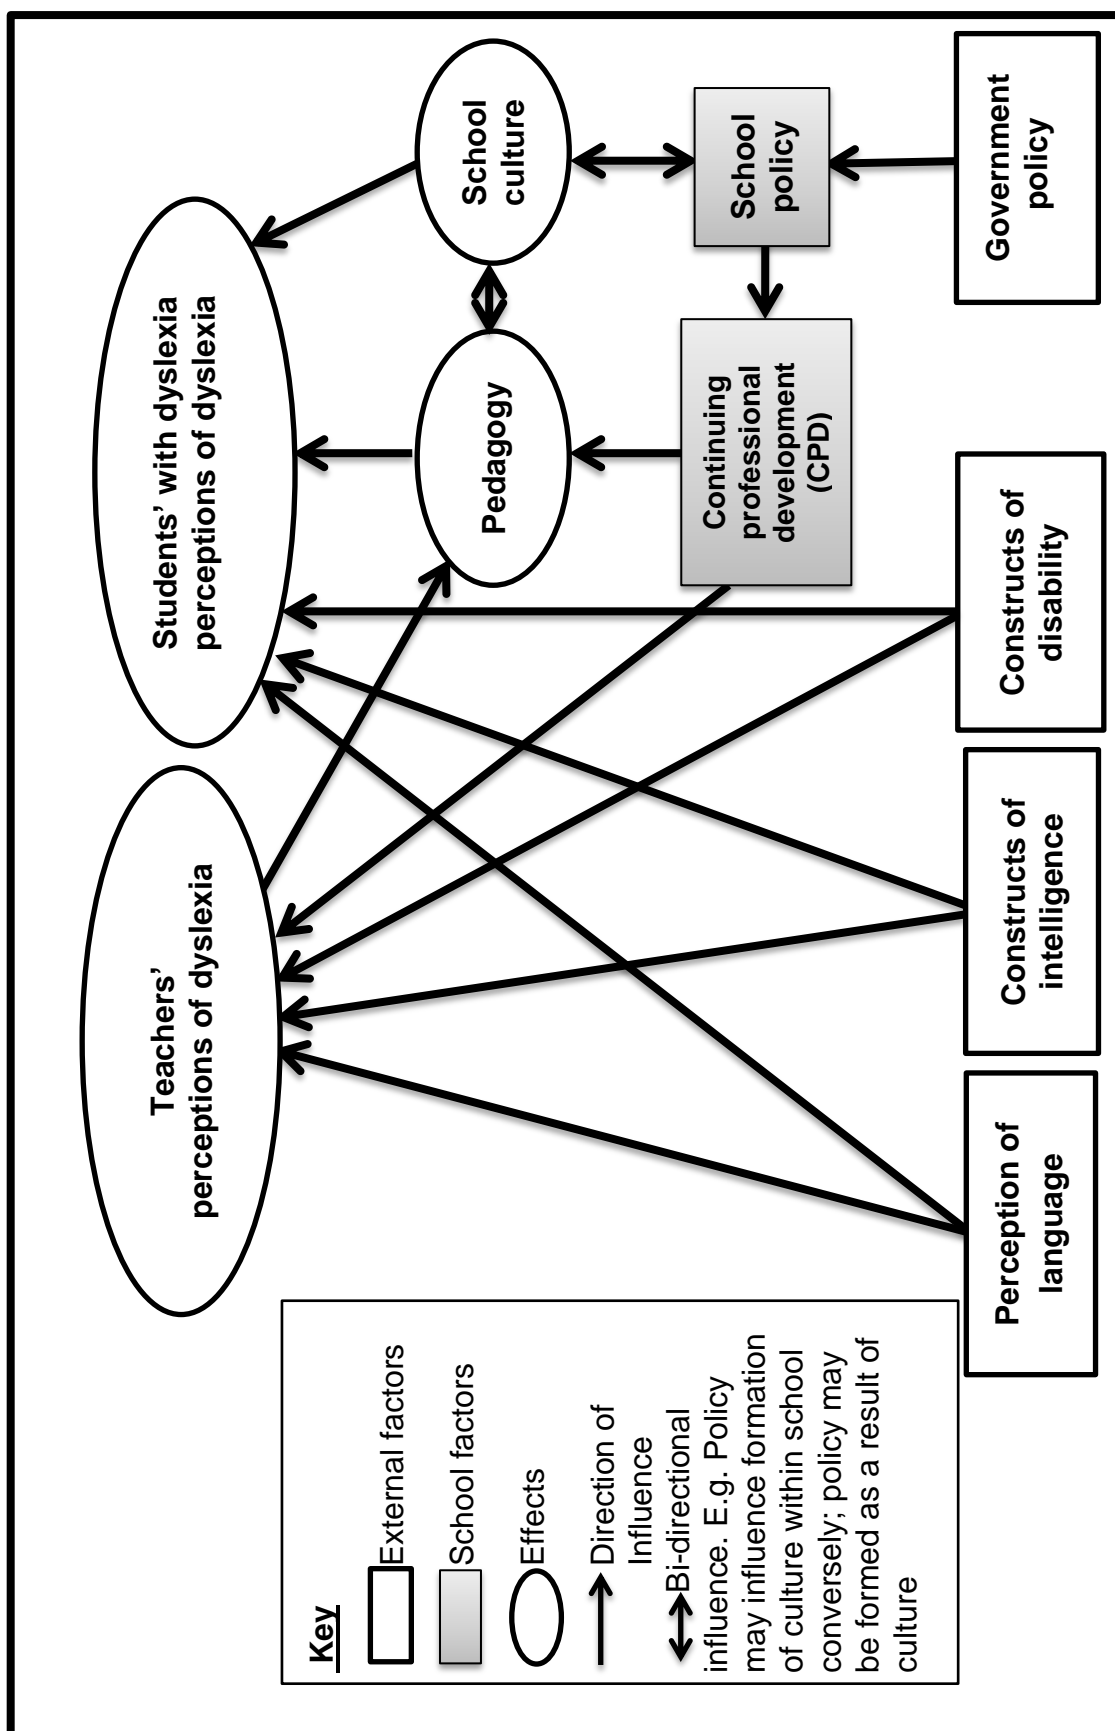 Teachers’
perceptions of dyslexia
Students’ with dyslexia
perceptions of dyslexia
Pedagogy
School
culture
Continuing
professional
development
(CPD)
School
policy
Perception of
language
Constructs of
intelligence
Constructs of
disability
Government
policy
Key
External factors
School factors
Effects
Direction of
Influence
Bi-directional
influence. E.g. Policy
may influence formation
of culture within school
conversely; policy may
be formed as a result of
culture